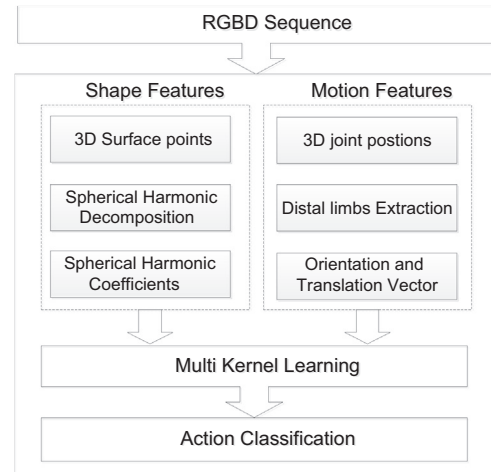 RGBD Sequence
Shape Features
3D Surface points
Spherical Harmonic
Decomposition
Spherical Harmonic
Coefficients
Motion Features
3D joint postions
Distal limbs Extraction
Orientation and
Translation Vector
Multi Kernel Learning
Action Classification